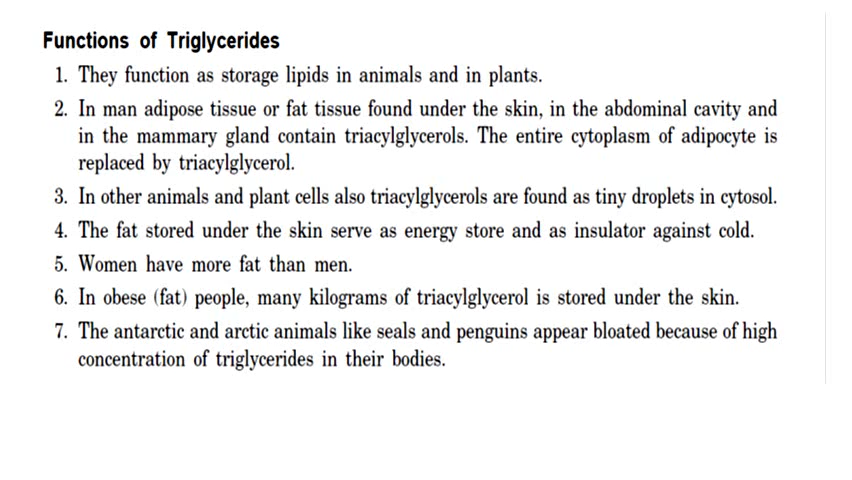 Functions of Triglycerides
1. They function as storage lipids in animals and in plants.
2. In man adipose tissue or fat tissue found under the skin, in the abdominal cavity and
in the mammary gland contain triacylglycerols. The entire cytoplasm of adipocyte is
replaced by triacylglycerol.
3. In other animals and plant cells also triacylglycerols are found as tiny droplets in cytosol.
4. The fat stored under the skin serve as energy store and as insulator against cold.
5. Women have more fat than men.
6. In obese (fat) people, many kilograms of triacylglycerol is stored under the skin.
7. The antarctic and arctic animals like seals and penguins appear bloated because of high
concentration of triglycerides in their bodies.